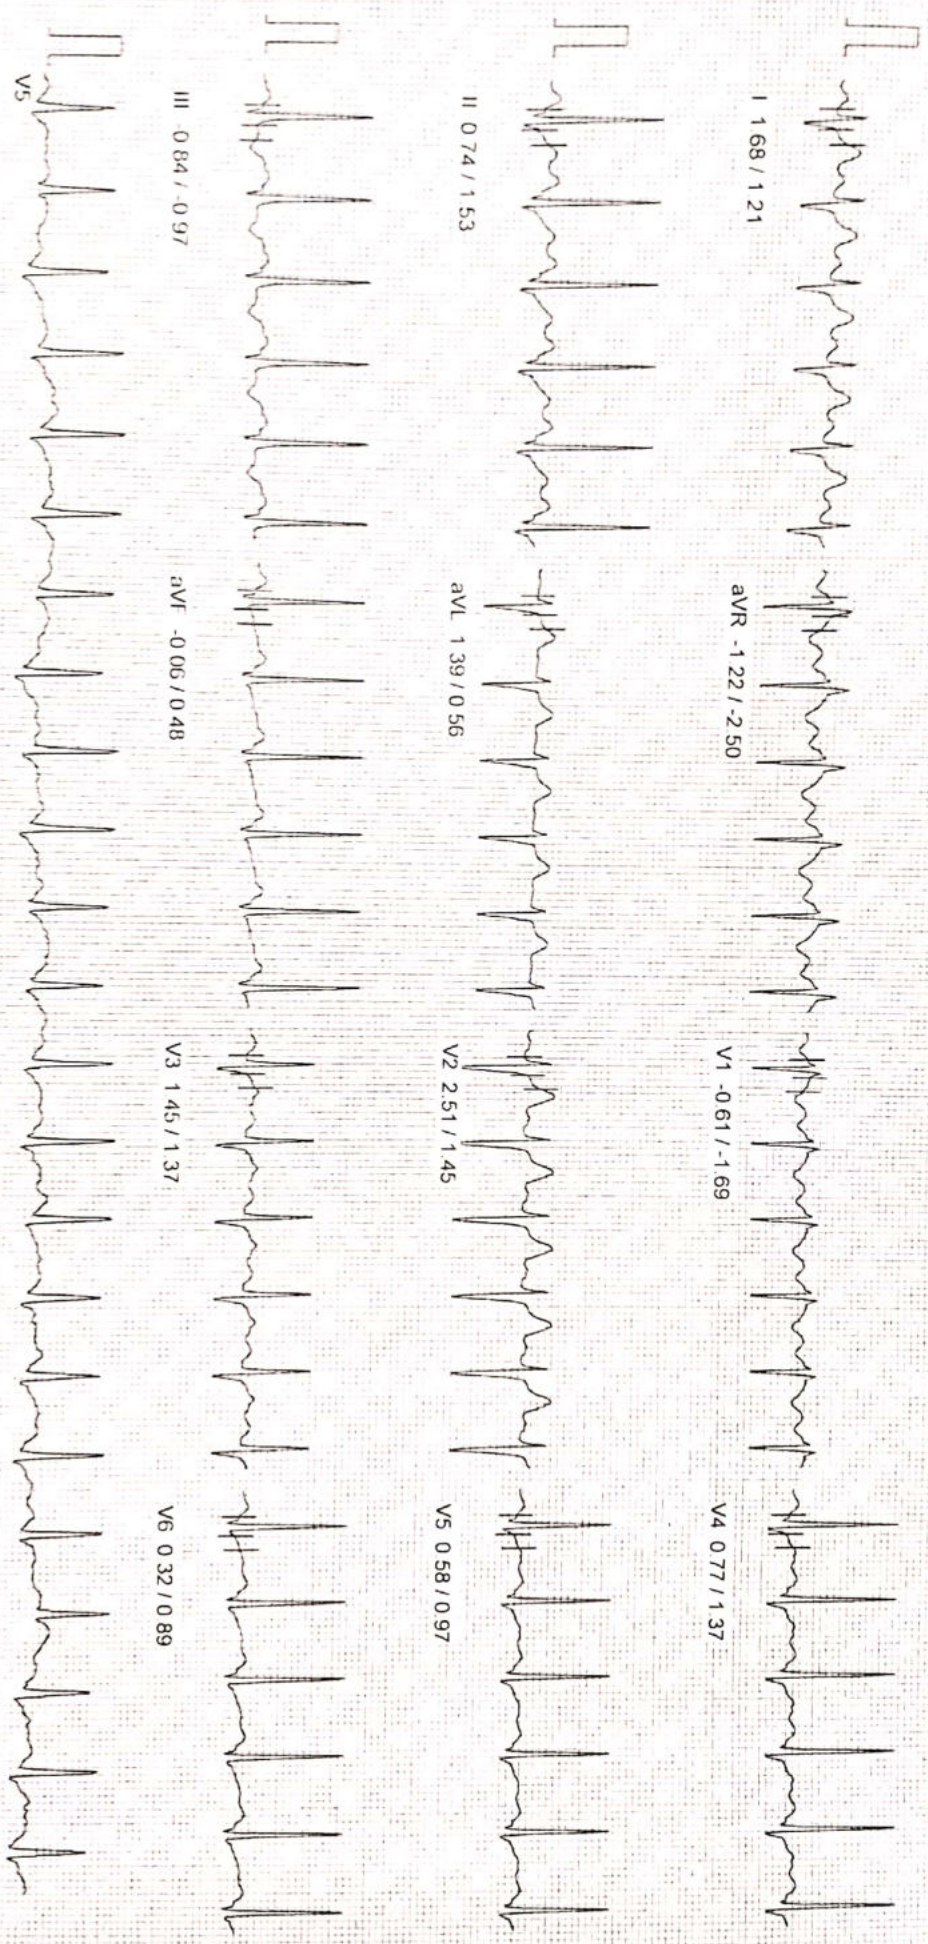 I 1.68 / 1.21
aVR -1.22 / -2.50
V1 -0.61 / -1.69
V4 0.77 / 1.37
II 0.74 / 1.53
aVL 1.39 / 0.56
V2 2.51 / 1.45
V5 0.58 / 0.97
III -0.84 / -0.97
aVF -0.06 / 0.48
V3 1.45 / 1.37
V6 0.32 / 0.89
V5